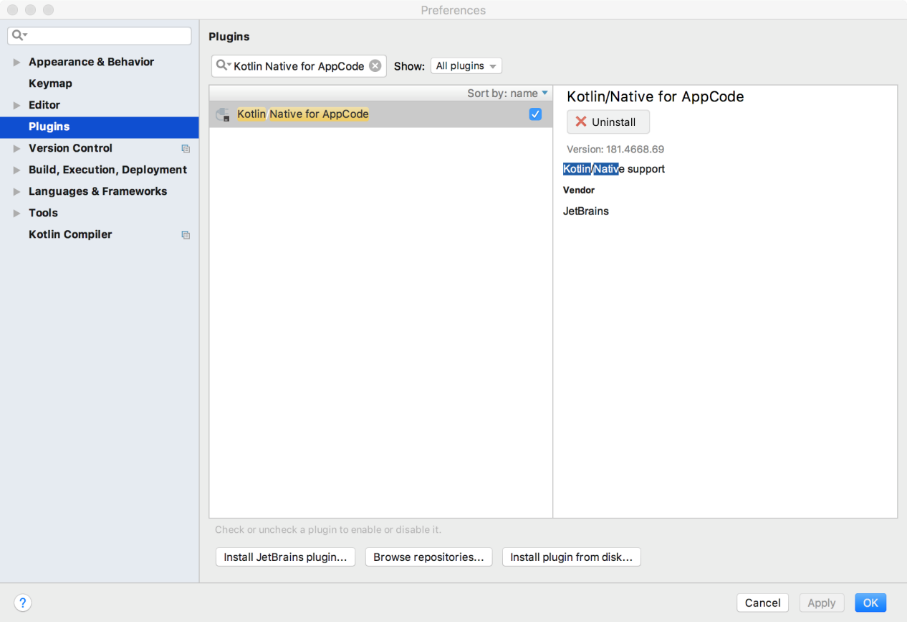 Preferences
Plugins
Kotlin Native for AppCode
Show:
All plugins
Appearance & Behavior
Keymap
Editor
Plugins
Version Control
Build, Execution, Deployment
Languages & Frameworks
Tools
Kotlin Compiler
Sort by: name
Kotlin/Native for AppCode
Kotlin/Native for AppCode
Uninstall
Version: 181.4668.69
Kotlin/Native support
Vendor
JetBrains
Check or uncheck a plugin to enable or disable it.
Install JetBrains plugin...
Browse repositories...
Install plugin from disk...
?
Cancel
Apply
OK